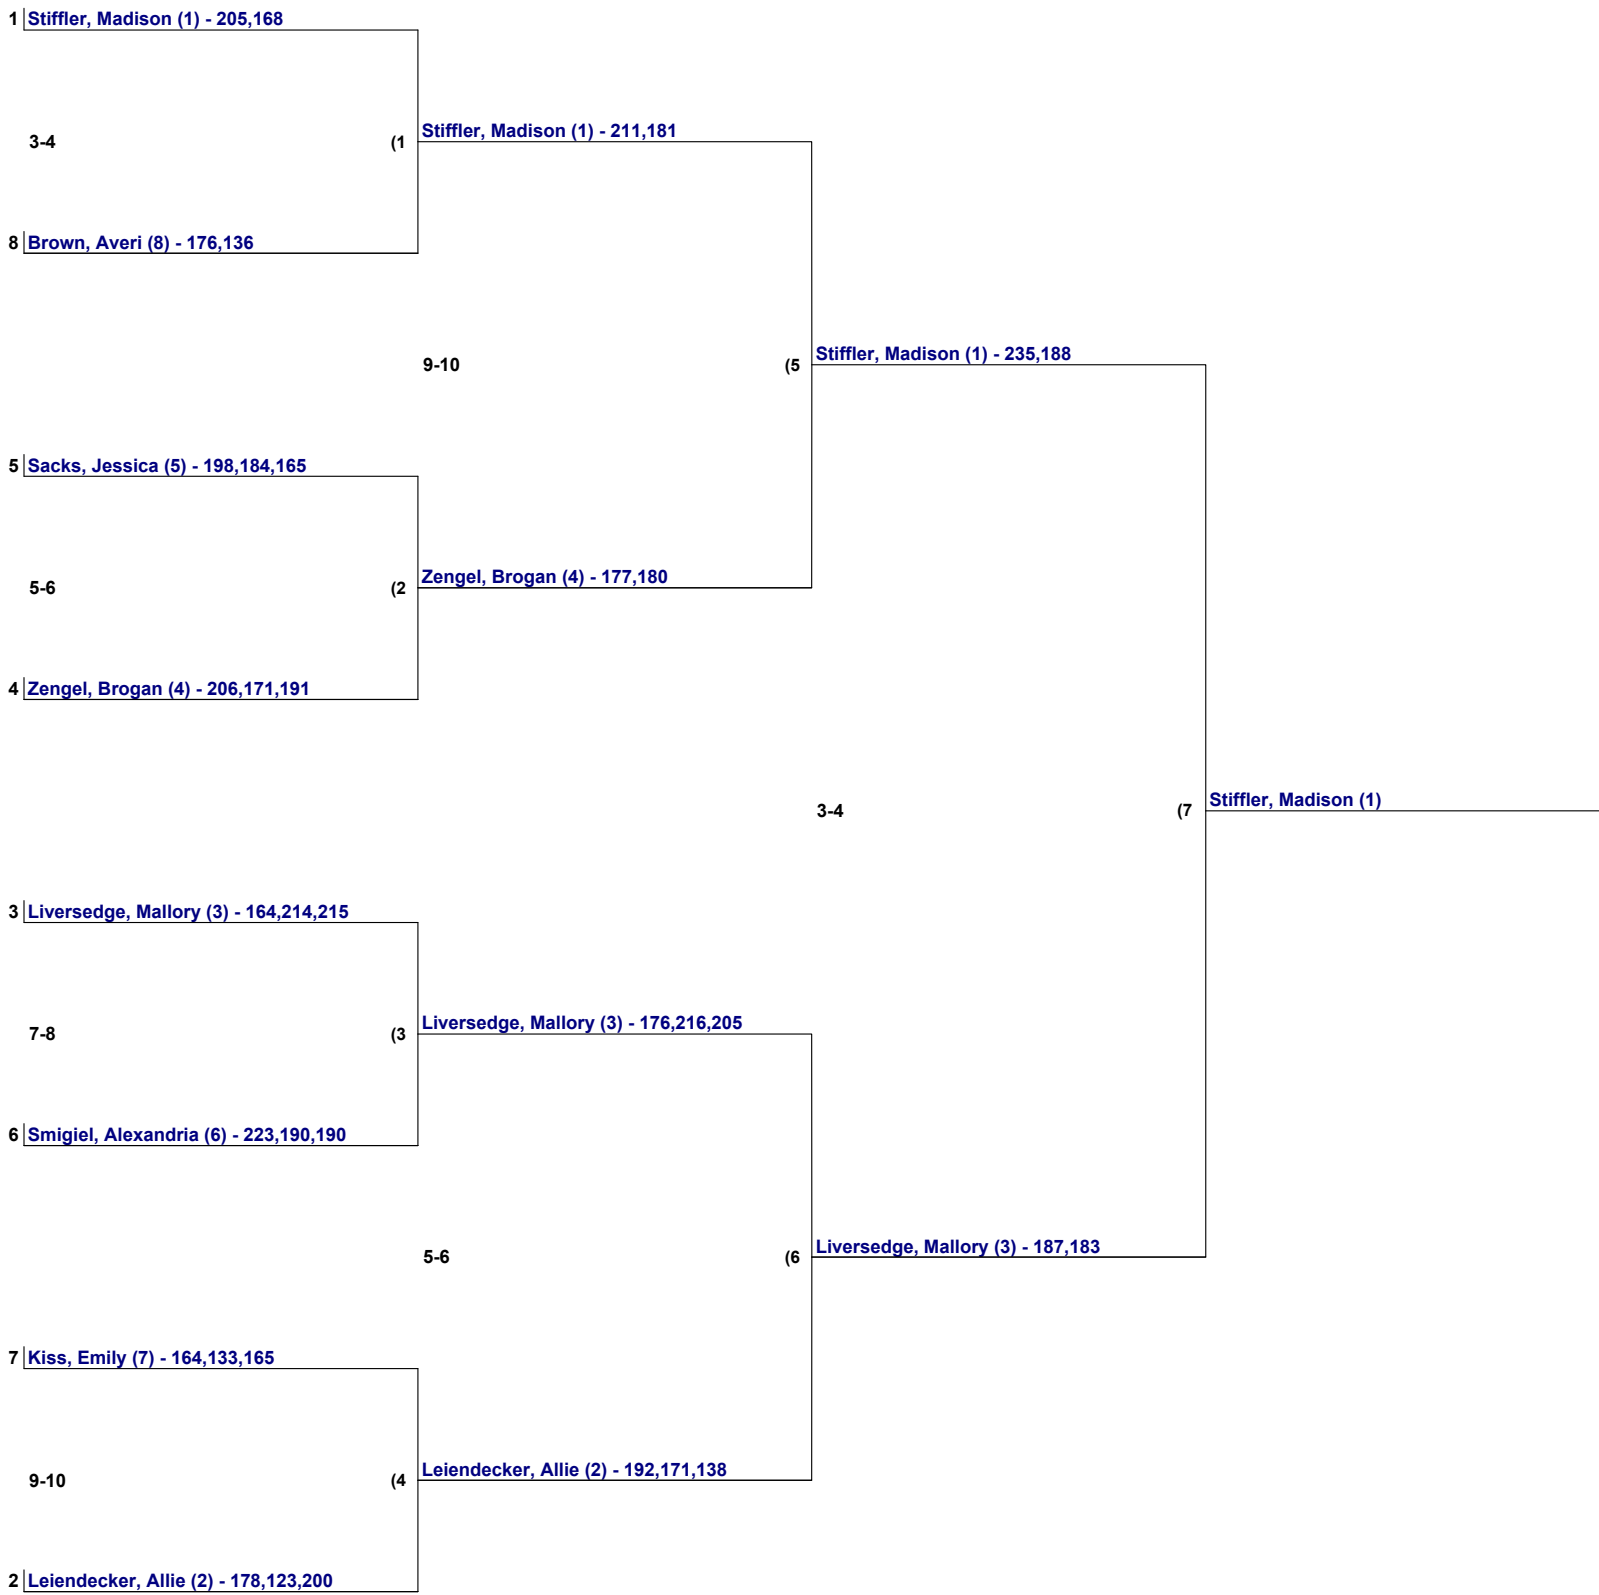 1 Stiffler, Madison (1) - 205,168
Stiffler, Madison (1) - 211,181
3-4 (1
8 Brown, Averi (8) - 176,136
Stiffler, Madison (1) - 235,188
9-10 (5
5 Sacks, Jessica (5) - 198,184,165
Zengel, Brogan (4) - 177,180
5-6 (2
4 Zengel, Brogan (4) - 206,171,191
Stiffler, Madison (1)
3-4 (7
3 Liversedge, Mallory (3) - 164,214,215
Liversedge, Mallory (3) - 176,216,205
7-8 (3
6 Smigiel, Alexandria (6) - 223,190,190
Liversedge, Mallory (3) - 187,183
5-6 (6
7 Kiss, Emily (7) - 164,133,165
Leiendecker, Allie (2) - 192,171,138
9-10 (4
2 Leiendecker, Allie (2) - 178,123,200